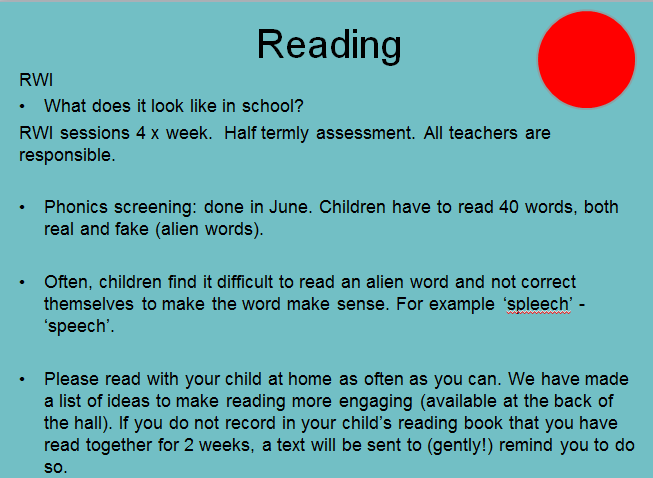 Reading
RWI
• What does it look like in school?
RWI sessions 4 x week. Half termly assessment. All teachers are
responsible.
• Phonics screening: done in June. Children have to read 40 words, both
real and fake (alien words).
• Often, children find it difficult to read an alien word and not correct
themselves to make the word make sense. For example ‘spleech’ -
‘speech’.
• Please read with your child at home as often as you can. We have made
a list of ideas to make reading more engaging (available at the back of
the hall). If you do not record in your child’s reading book that you have
read together for 2 weeks, a text will be sent to (gently!) remind you to do
so.